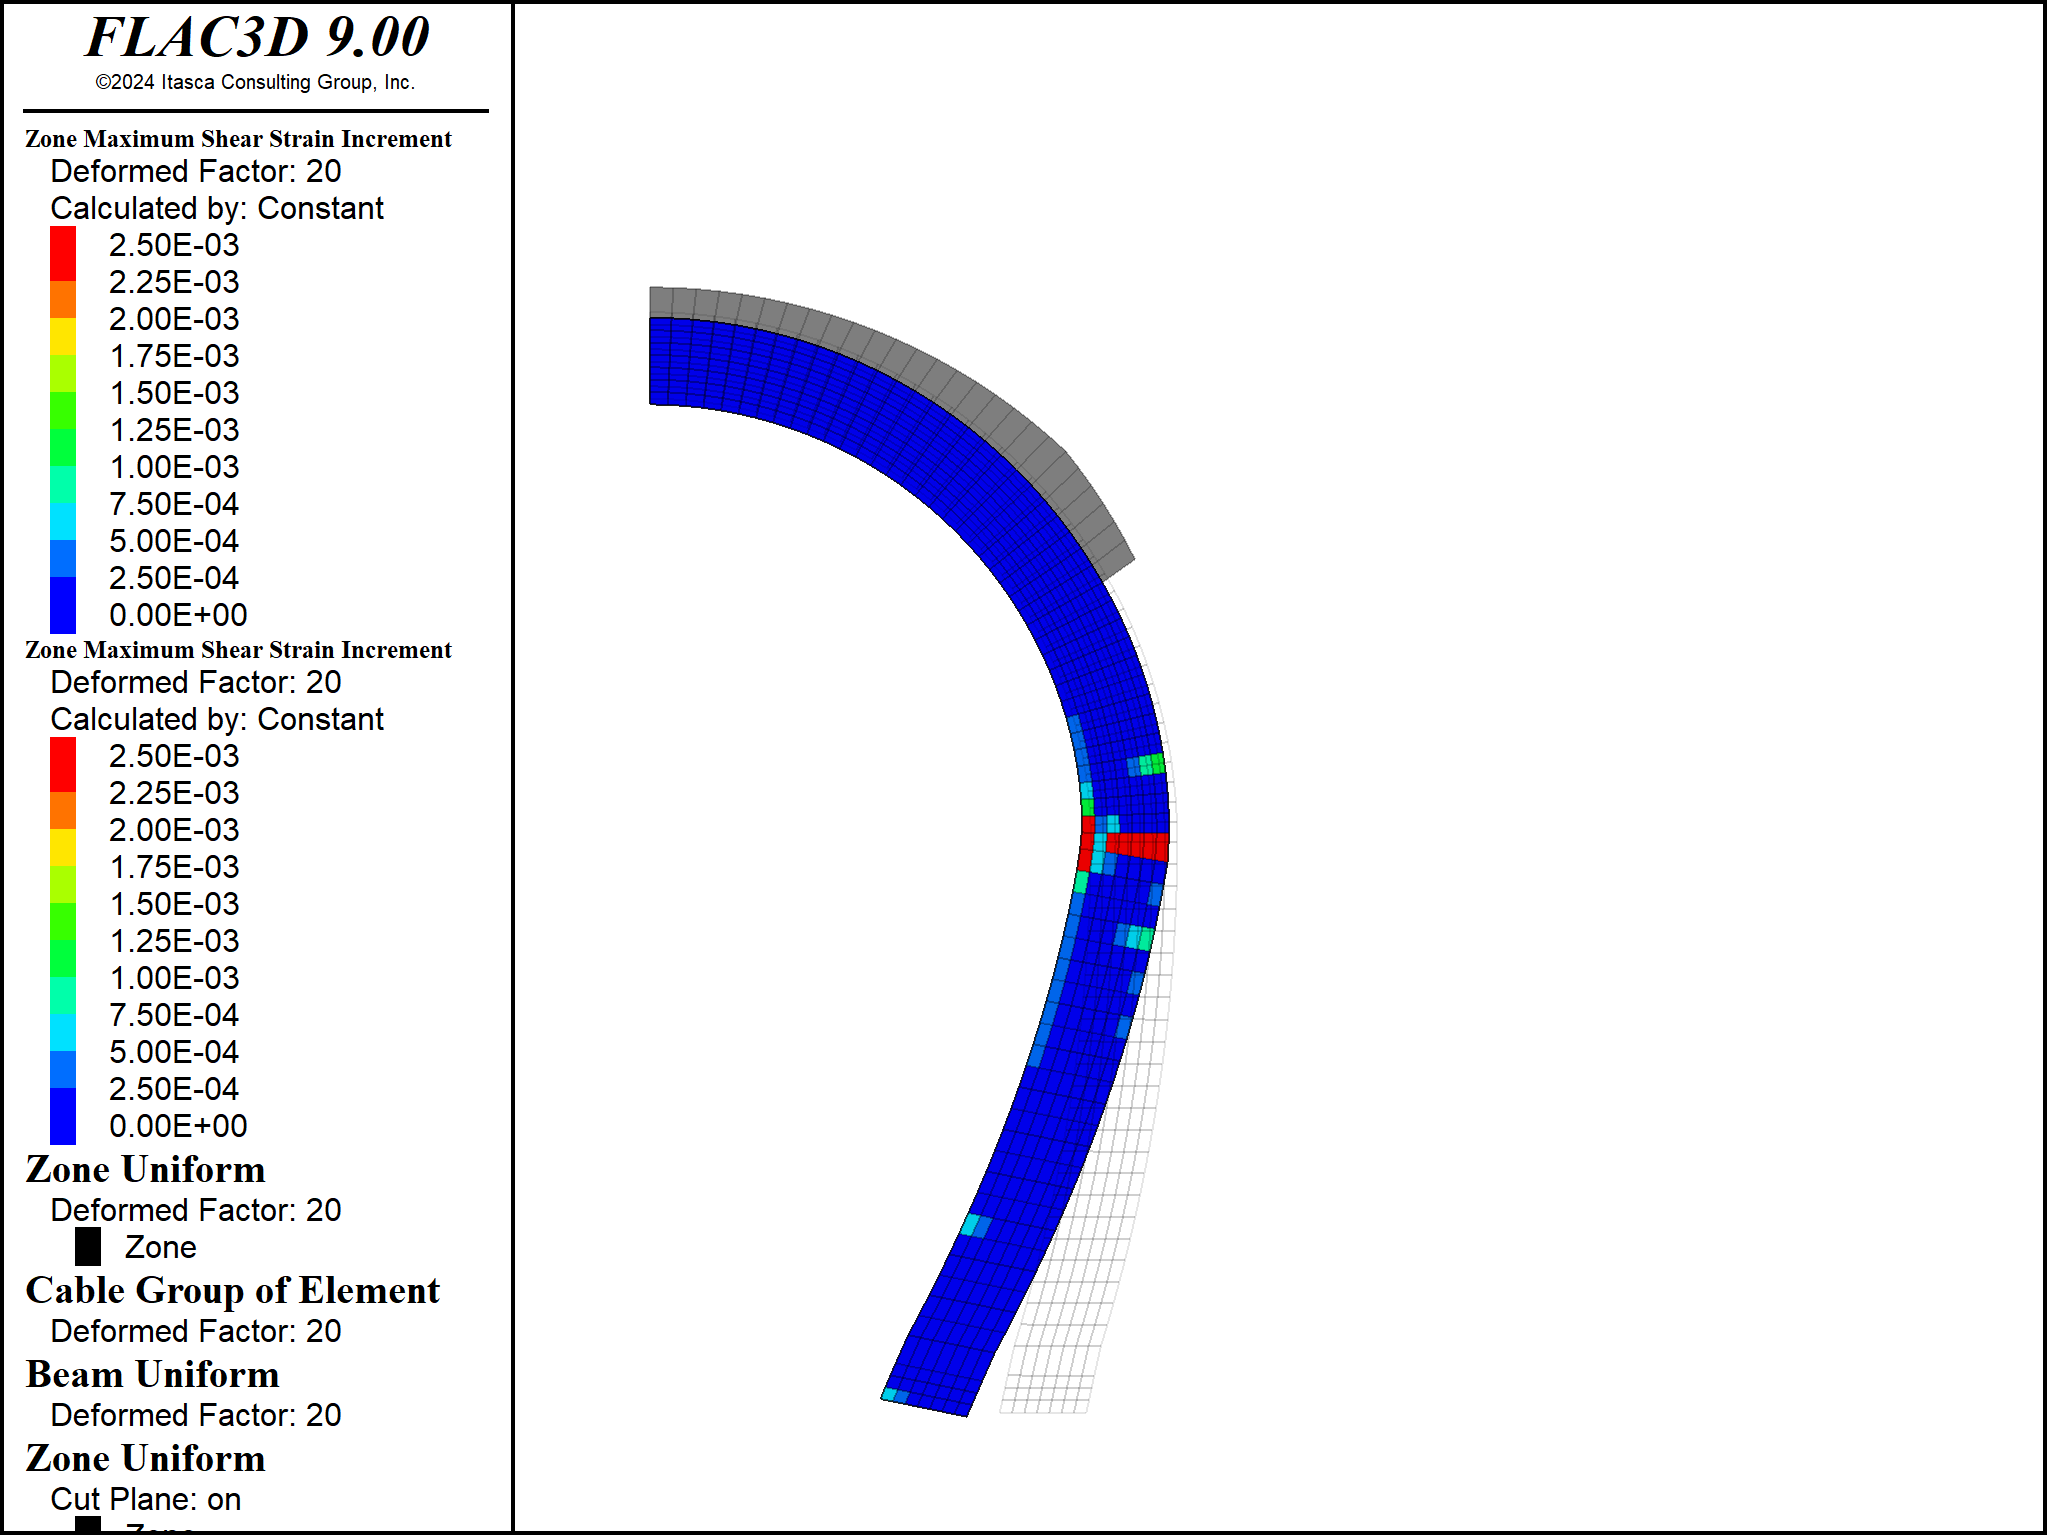 FLAC3D 9.00
©2024 Itasca Consulting Group, Inc.
Zone Maximum Shear Strain Increment
Deformed Factor: 20
Calculated by: Constant
2.50E-03
2.25E-03
2.00E-03
1.75E-03
1.50E-03
1.25E-03
1.00E-03
7.50E-04
5.00E-04
2.50E-04
0.00E+00
Zone Maximum Shear Strain Increment
Deformed Factor: 20
Calculated by: Constant
2.50E-03
2.25E-03
2.00E-03
1.75E-03
1.50E-03
1.25E-03
1.00E-03
7.50E-04
5.00E-04
2.50E-04
0.00E+00
Zone Uniform
Deformed Factor: 20
Zone
Cable Group of Element
Deformed Factor: 20
Beam Uniform
Deformed Factor: 20
Zone Uniform
Cut Plane: on
Zone